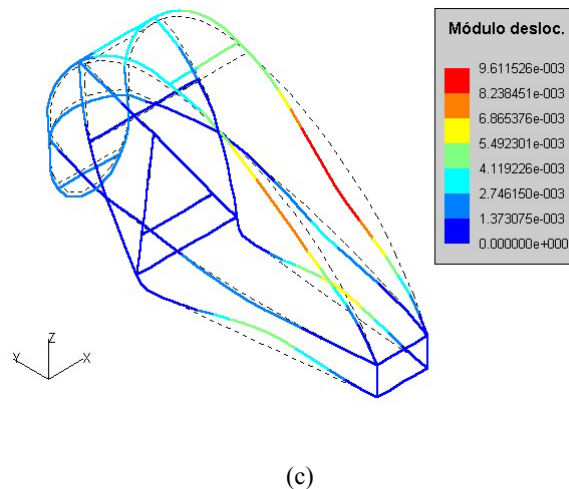 Módulo desloc.
9.611526e-003
8.238451e-003
6.865376e-003
5.492301e-003
4.119226e-003
2.746150e-003
1.373075e-003
0.000000e+000
Z
Y X
(c)